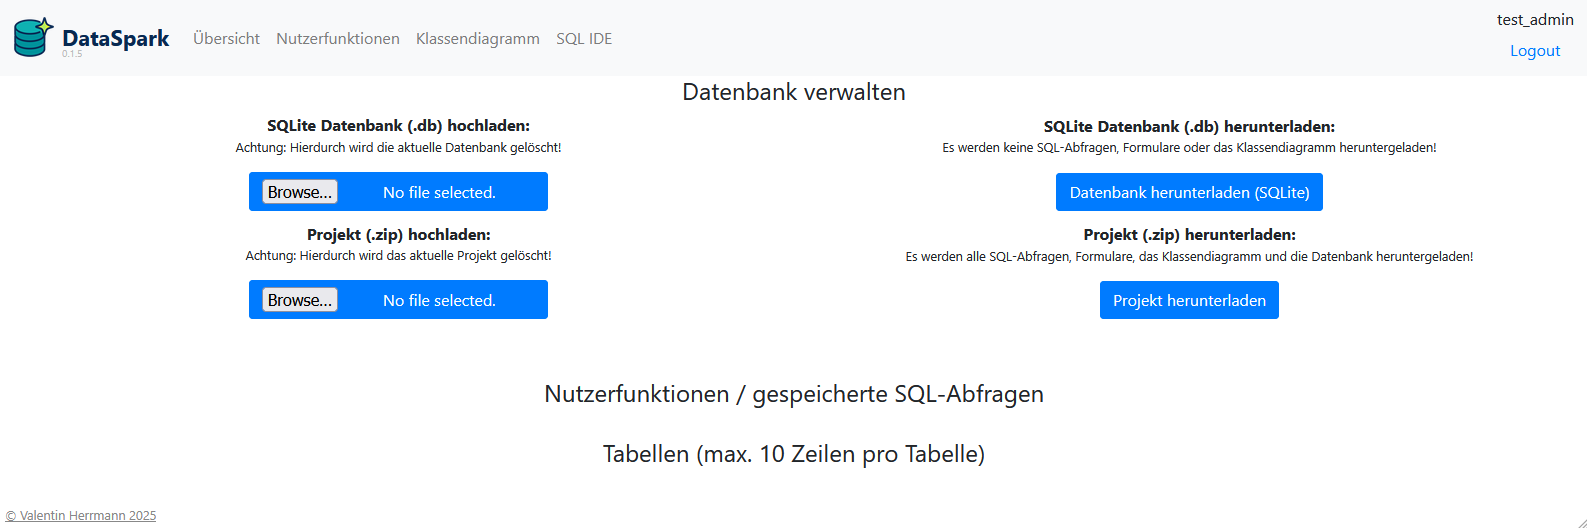 DataSpark
0.1.5
Übersicht
Nutzerfunktionen
Klassendiagramm
SQL IDE
test_admin
Logout
Datenbank verwalten
SQLite Datenbank (.db) hochladen:
Achtung: Hierdurch wird die aktuelle Datenbank gelöscht!
Browse... No file selected.
Projekt (.zip) hochladen:
Achtung: Hierdurch wird das aktuelle Projekt gelöscht!
Browse... No file selected.
SQLite Datenbank (.db) herunterladen:
Es werden keine SQL-Abfragen, Formulare oder das Klassendiagramm heruntergeladen!
Datenbank herunterladen (SQLite)
Projekt (.zip) herunterladen:
Es werden alle SQL-Abfragen, Formulare, das Klassendiagramm und die Datenbank heruntergeladen!
Projekt herunterladen
Nutzerfunktionen / gespeicherte SQL-Abfragen
Tabellen (max. 10 Zeilen pro Tabelle)
© Valentin Herrmann 2025